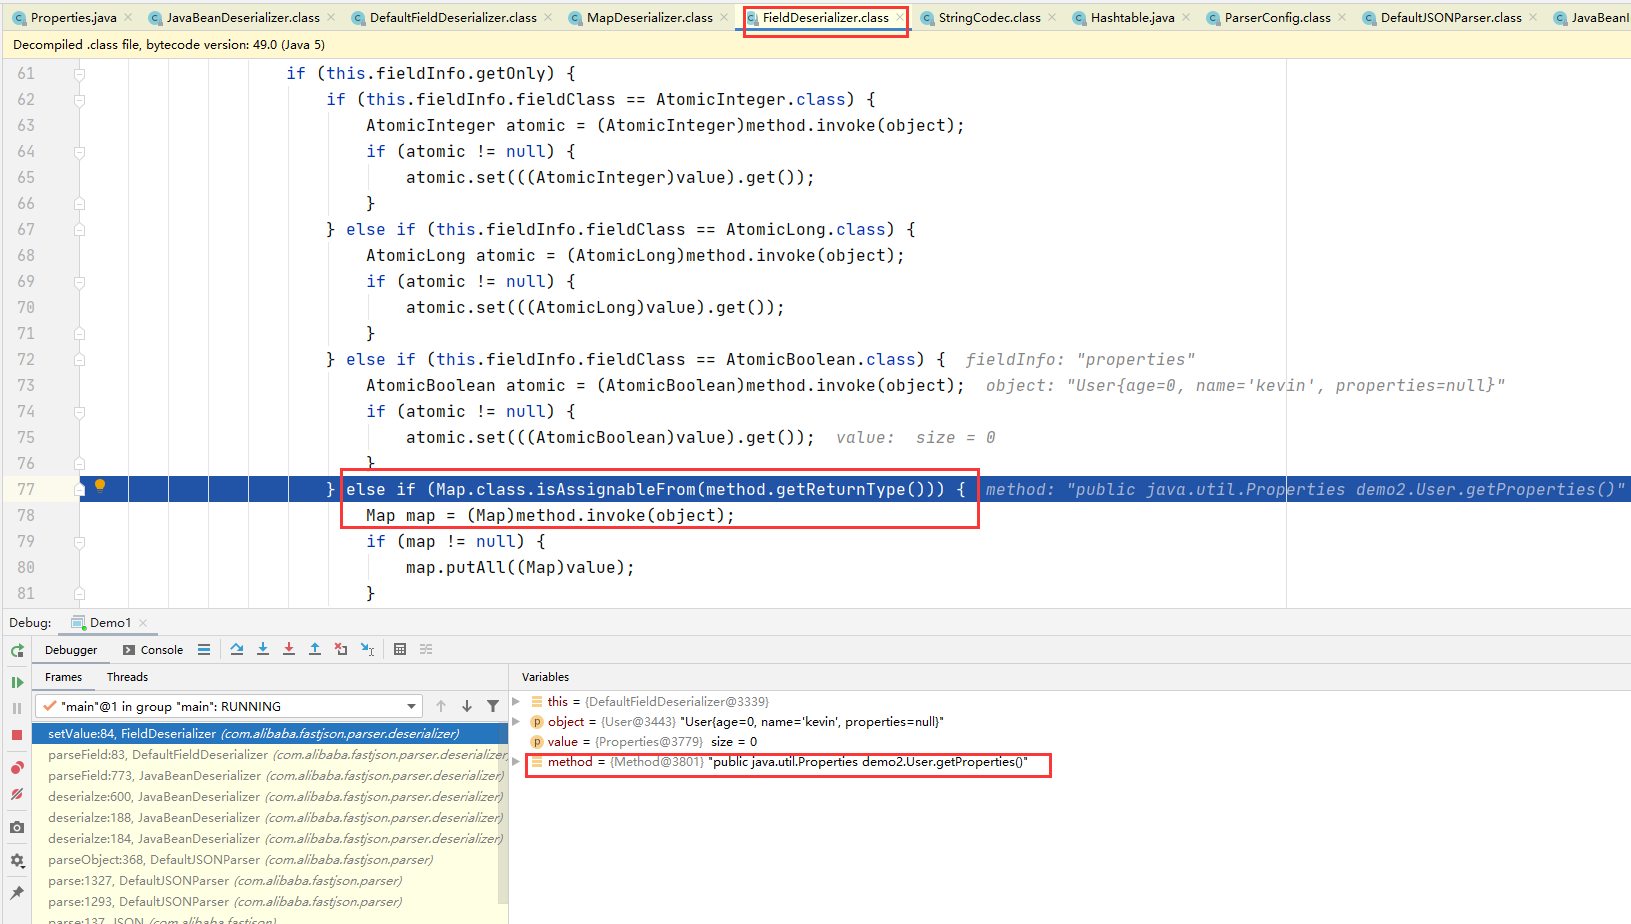 Properties.java JavaBeanDeserializer.class DefaultFieldDeserializer.class MapDeserializer.class FieldDeserializer.class StringCodec.class Hashtable.java ParserConfig.class DefaultJSONParser.class JavaBeanI
Decompiled .class file, bytecode version: 49.0 (Java 5)
61 if (this.fieldInfo.getOnly) {
62 if (this.fieldInfo.fieldClass == AtomicInteger.class) {
63 AtomicInteger atomic = (AtomicInteger)method.invoke(object);
64 if (atomic != null) {
65 atomic.set(((AtomicInteger)value).get());
66 }
67 } else if (this.fieldInfo.fieldClass == AtomicLong.class) {
68 AtomicLong atomic = (AtomicLong)method.invoke(object);
69 if (atomic != null) {
70 atomic.set(((AtomicLong)value).get());
71 }
72 } else if (this.fieldInfo.fieldClass == AtomicBoolean.class) { fieldInfo: "properties"
73 AtomicBoolean atomic = (AtomicBoolean)method.invoke(object); object: "User{age=0, name='kevin', properties=null}"
74 if (atomic != null) {
75 atomic.set(((AtomicBoolean)value).get()); value: size = 0
76 }
77 } else if (Map.class.isAssignableFrom(method.getReturnType())) { method: "public java.util.Properties demo2.User.getProperties()"
78 Map map = (Map)method.invoke(object);
79 if (map != null) {
80 map.putAll((Map)value);
81 }
Debug: Demo1
Debugger Console
Frames Threads
Variables
"main"@1 in group "main": RUNNING
setValue:84, FieldDeserializer (com.alibaba.fastjson.parser.deserializer)
parseField:83, DefaultFieldDeserializer (com.alibaba.fastjson.parser.deserializer
parseField:773, JavaBeanDeserializer (com.alibaba.fastjson.parser.deserializer)
deserialze:600, JavaBeanDeserializer (com.alibaba.fastjson.parser.deserializer)
deserialze:188, JavaBeanDeserializer (com.alibaba.fastjson.parser.deserializer)
deserialze:184, JavaBeanDeserializer (com.alibaba.fastjson.parser.deserializer)
parseObject:368, DefaultJSONParser (com.alibaba.fastjson.parser)
parse:1327, DefaultJSONParser (com.alibaba.fastjson.parser)
parse:1293, DefaultJSONParser (com.alibaba.fastjson.parser)
parse:137, JSON (com.alibaba.fastjson)
this = {DefaultFieldDeserializer@3339}
object = {User@3443} "User{age=0, name='kevin', properties=null}"
value = {Properties@3779} size = 0
method = {Method@3801} "public java.util.Properties demo2.User.getProperties()"